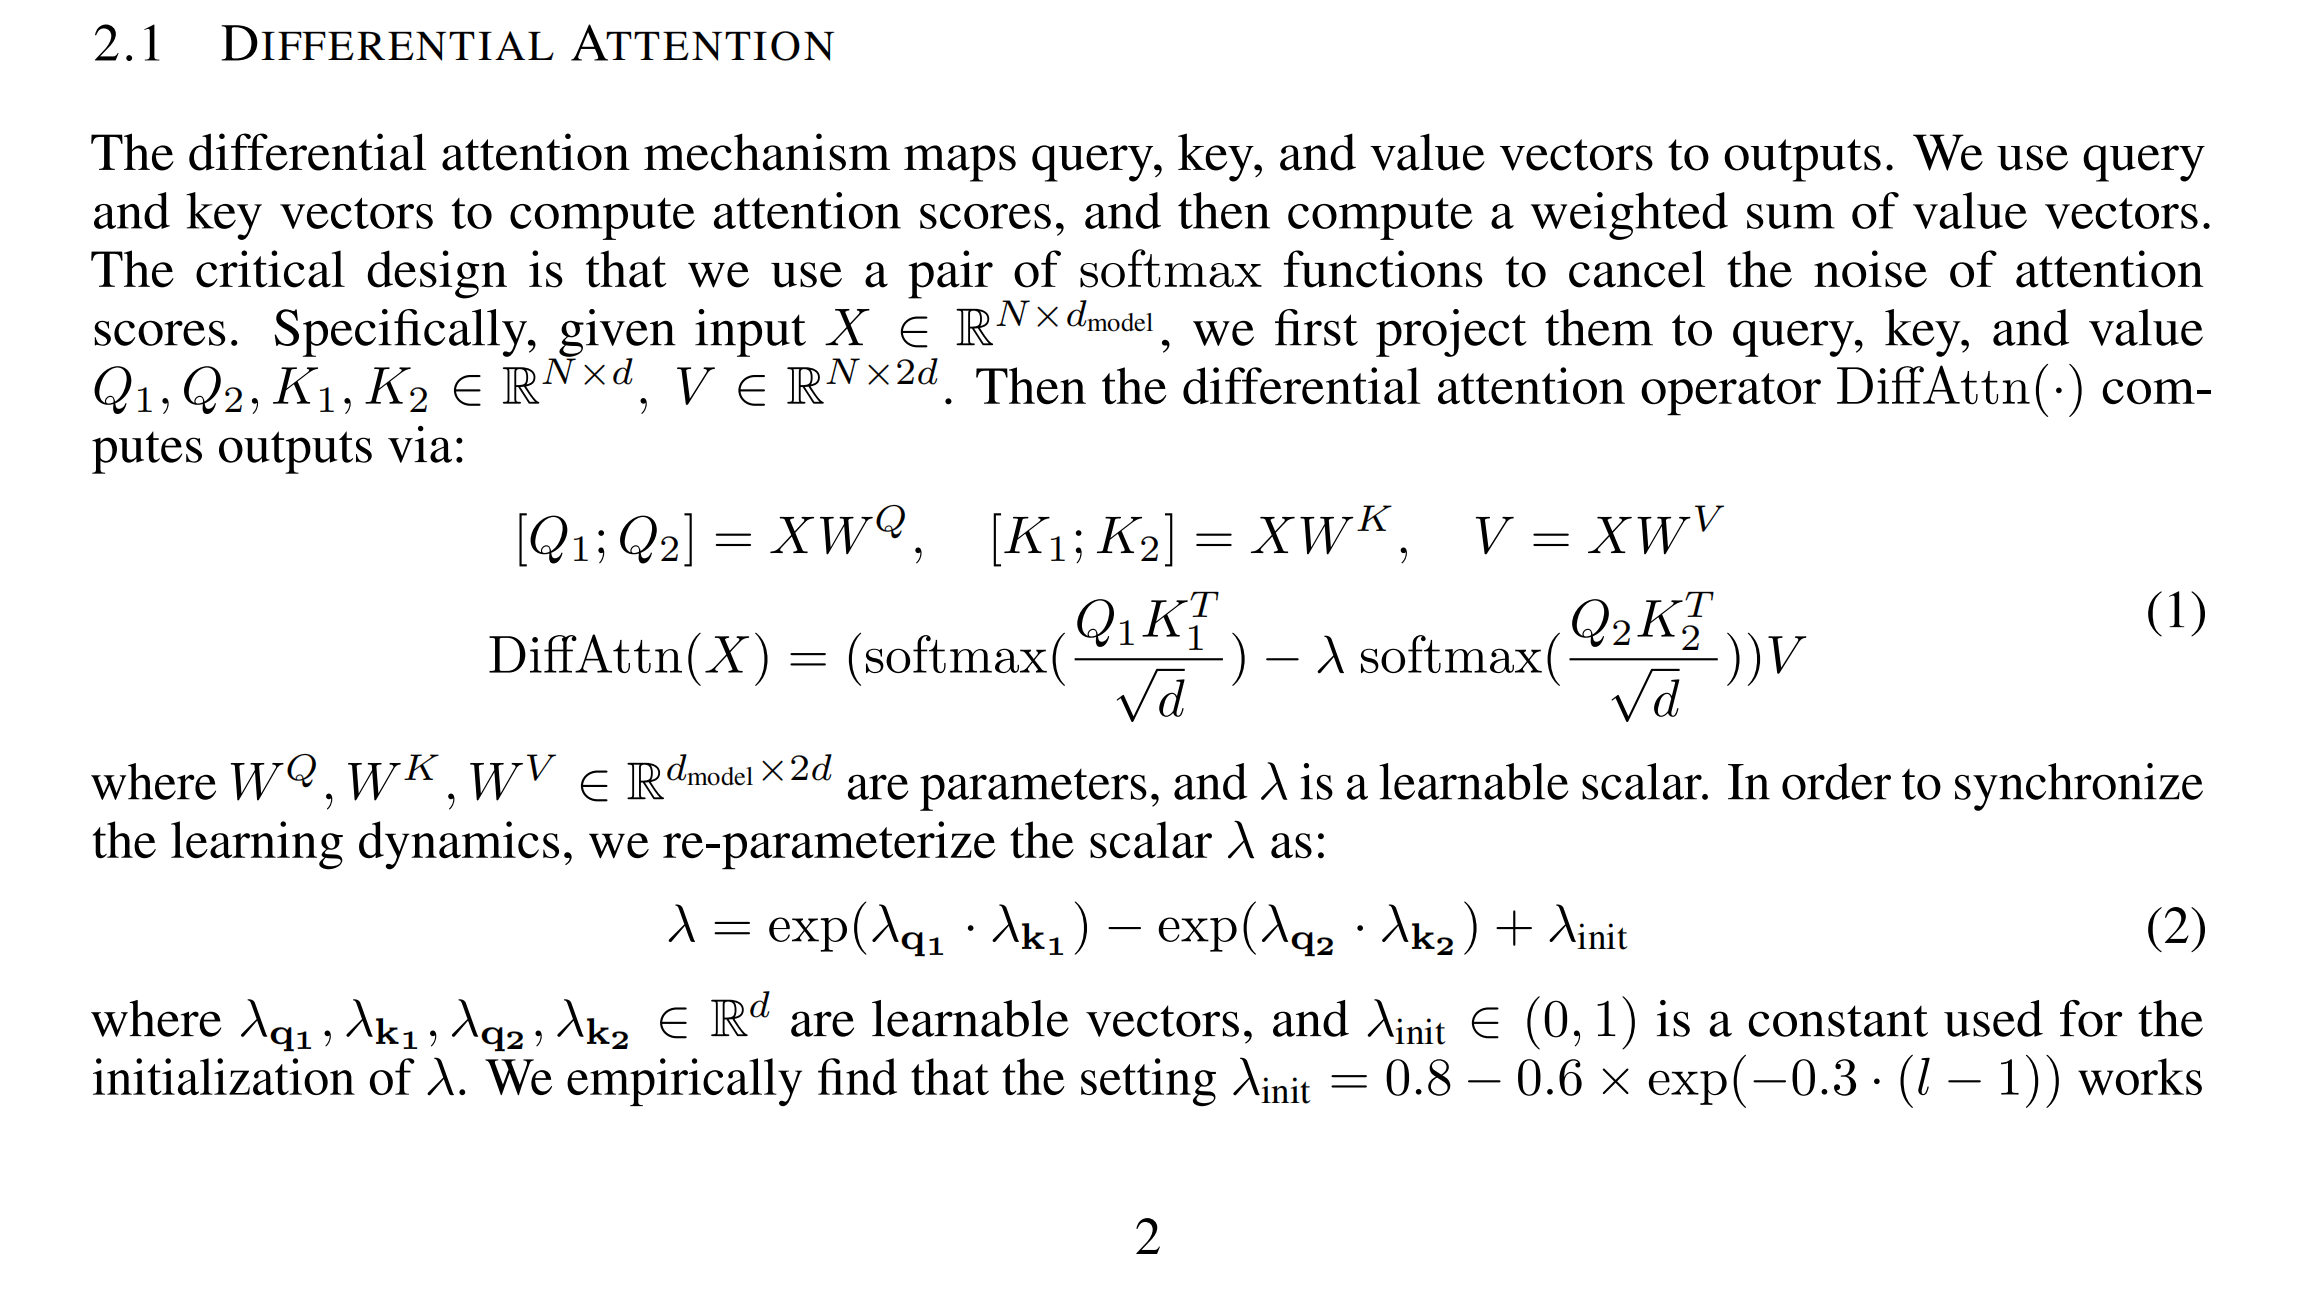 2.1 DIFFERENTIAL ATTENTION
The differential attention mechanism maps query, key, and value vectors to outputs. We use query
and key vectors to compute attention scores, and then compute a weighted sum of value vectors.
The critical design is that we use a pair of softmax functions to cancel the noise of attention
scores. Specifically, given input $X \in \mathbb{R}^{N \times d_{\text{model}}}$, we first project them to query, key, and value
$Q_1, Q_2, K_1, K_2 \in \mathbb{R}^{N \times d}$, $V \in \mathbb{R}^{N \times 2d}$. Then the differential attention operator $\mathrm{DiffAttn}(\cdot)$ com-
putes outputs via:
$[Q_1; Q_2] = XW^Q, \quad [K_1; K_2] = XW^K, \quad V = XW^V$
$\mathrm{DiffAttn}(X) = (\mathrm{softmax}(\frac{Q_1 K_1^T}{\sqrt{d}}) - \lambda\, \mathrm{softmax}(\frac{Q_2 K_2^T}{\sqrt{d}}))V$ (1)
where $W^Q, W^K, W^V \in \mathbb{R}^{d_{\text{model}} \times 2d}$ are parameters, and $\lambda$ is a learnable scalar. In order to synchronize
the learning dynamics, we re-parameterize the scalar $\lambda$ as:
$\lambda = \exp(\lambda_{\mathbf{q_1}} \cdot \lambda_{\mathbf{k_1}}) - \exp(\lambda_{\mathbf{q_2}} \cdot \lambda_{\mathbf{k_2}}) + \lambda_{\text{init}}$ (2)
where $\lambda_{\mathbf{q_1}}, \lambda_{\mathbf{k_1}}, \lambda_{\mathbf{q_2}}, \lambda_{\mathbf{k_2}} \in \mathbb{R}^d$ are learnable vectors, and $\lambda_{\text{init}} \in (0, 1)$ is a constant used for the
initialization of $\lambda$. We empirically find that the setting $\lambda_{\text{init}} = 0.8 - 0.6 \times \exp(-0.3 \cdot (l - 1))$ works
2